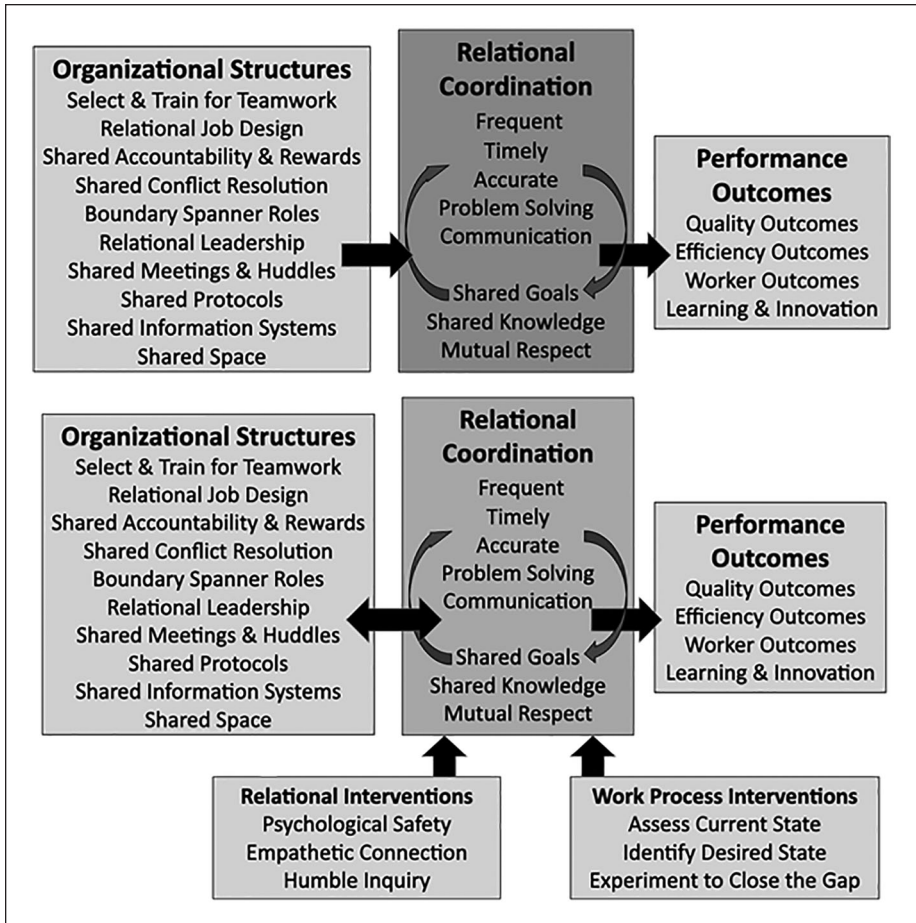 Organizational Structures
Select & Train for Teamwork
Relational Job Design
Shared Accountability & Rewards
Shared Conflict Resolution
Boundary Spanner Roles
Relational Leadership
Shared Meetings & Huddles
Shared Protocols
Shared Information Systems
Shared Space
Relational
Coordination
Frequent
Timely
Accurate
Problem Solving
Communication
Shared Goals
Shared Knowledge
Mutual Respect
Performance
Outcomes
Quality Outcomes
Efficiency Outcomes
Worker Outcomes
Learning & Innovation
Organizational Structures
Select & Train for Teamwork
Relational Job Design
Shared Accountability & Rewards
Shared Conflict Resolution
Boundary Spanner Roles
Relational Leadership
Shared Meetings & Huddles
Shared Protocols
Shared Information Systems
Shared Space
Relational
Coordination
Frequent
Timely
Accurate
Problem Solving
Communication
Shared Goals
Shared Knowledge
Mutual Respect
Performance
Outcomes
Quality Outcomes
Efficiency Outcomes
Worker Outcomes
Learning & Innovation
Relational Interventions
Psychological Safety
Empathetic Connection
Humble Inquiry
Work Process Interventions
Assess Current State
Identify Desired State
Experiment to Close the Gap